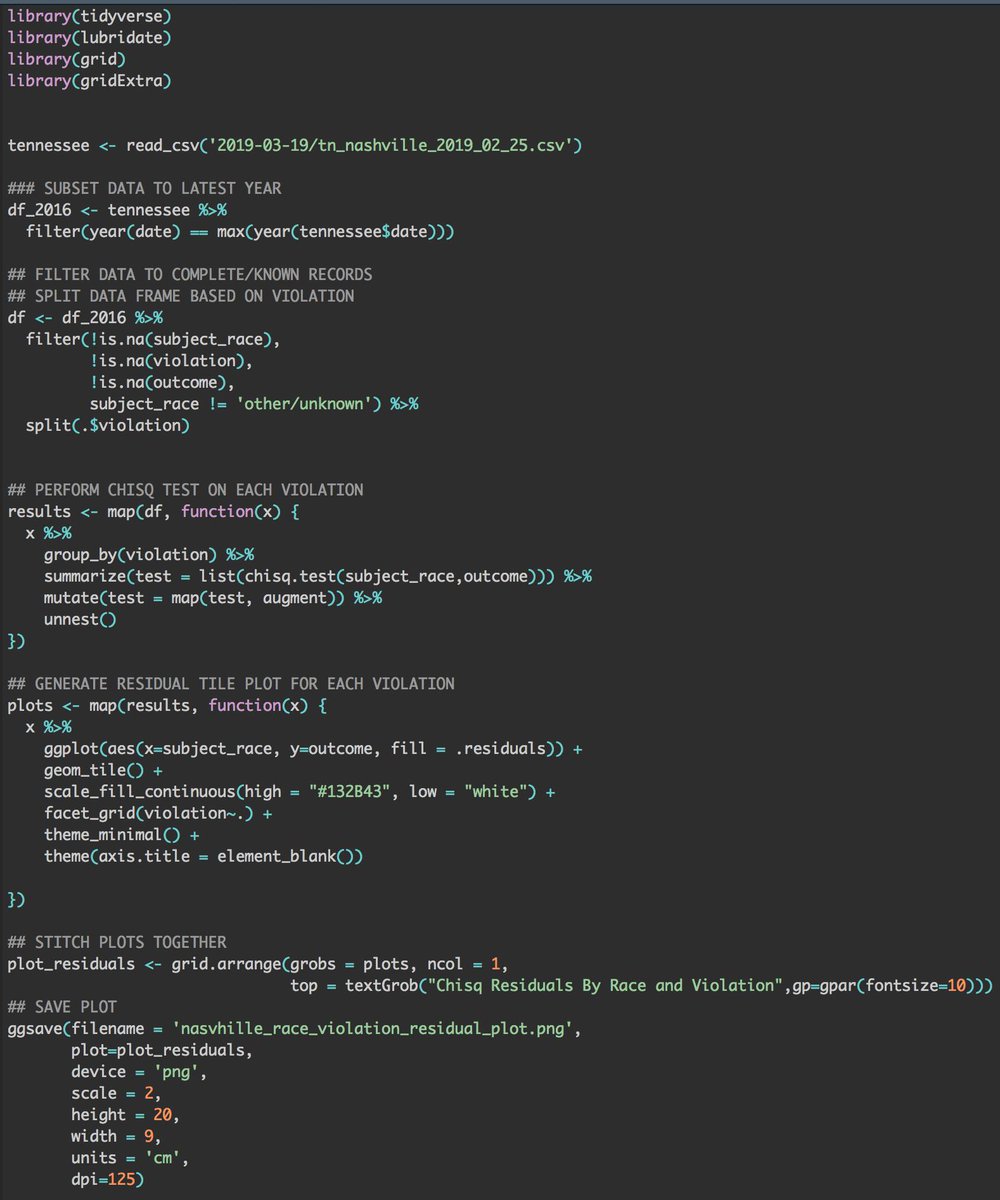 library(tidyverse)
library(lubridate)
library(grid)
library(gridExtra)
tennessee <- read_csv('2019-03-19/tn_nashville_2019_02_25.csv')
### SUBSET DATA TO LATEST YEAR
df_2016 <- tennessee %>%
  filter(year(date) == max(year(tennessee$date)))
## FILTER DATA TO COMPLETE/KNOWN RECORDS
## SPLIT DATA FRAME BASED ON VIOLATION
df <- df_2016 %>%
  filter(!is.na(subject_race),
         !is.na(violation),
         !is.na(outcome),
         subject_race != 'other/unknown') %>%
  split(.$violation)
## PERFORM CHISQ TEST ON EACH VIOLATION
results <- map(df, function(x) {
  x %>%
    group_by(violation) %>%
    summarize(test = list(chisq.test(subject_race,outcome))) %>%
    mutate(test = map(test, augment)) %>%
    unnest()
})
## GENERATE RESIDUAL TILE PLOT FOR EACH VIOLATION
plots <- map(results, function(x) {
  x %>%
    ggplot(aes(x=subject_race, y=outcome, fill = .residuals)) +
    geom_tile() +
    scale_fill_continuous(high = "#132B43", low = "white") +
    facet_grid(violation~.) +
    theme_minimal() +
    theme(axis.title = element_blank())
})
## STITCH PLOTS TOGETHER
plot_residuals <- grid.arrange(grobs = plots, ncol = 1,
                               top = textGrob("Chisq Residuals By Race and Violation",gp=gpar(fontsize=10)))
## SAVE PLOT
ggsave(filename = 'nasvhille_race_violation_residual_plot.png',
       plot=plot_residuals,
       device = 'png',
       scale = 2,
       height = 20,
       width = 9,
       units = 'cm',
       dpi=125)